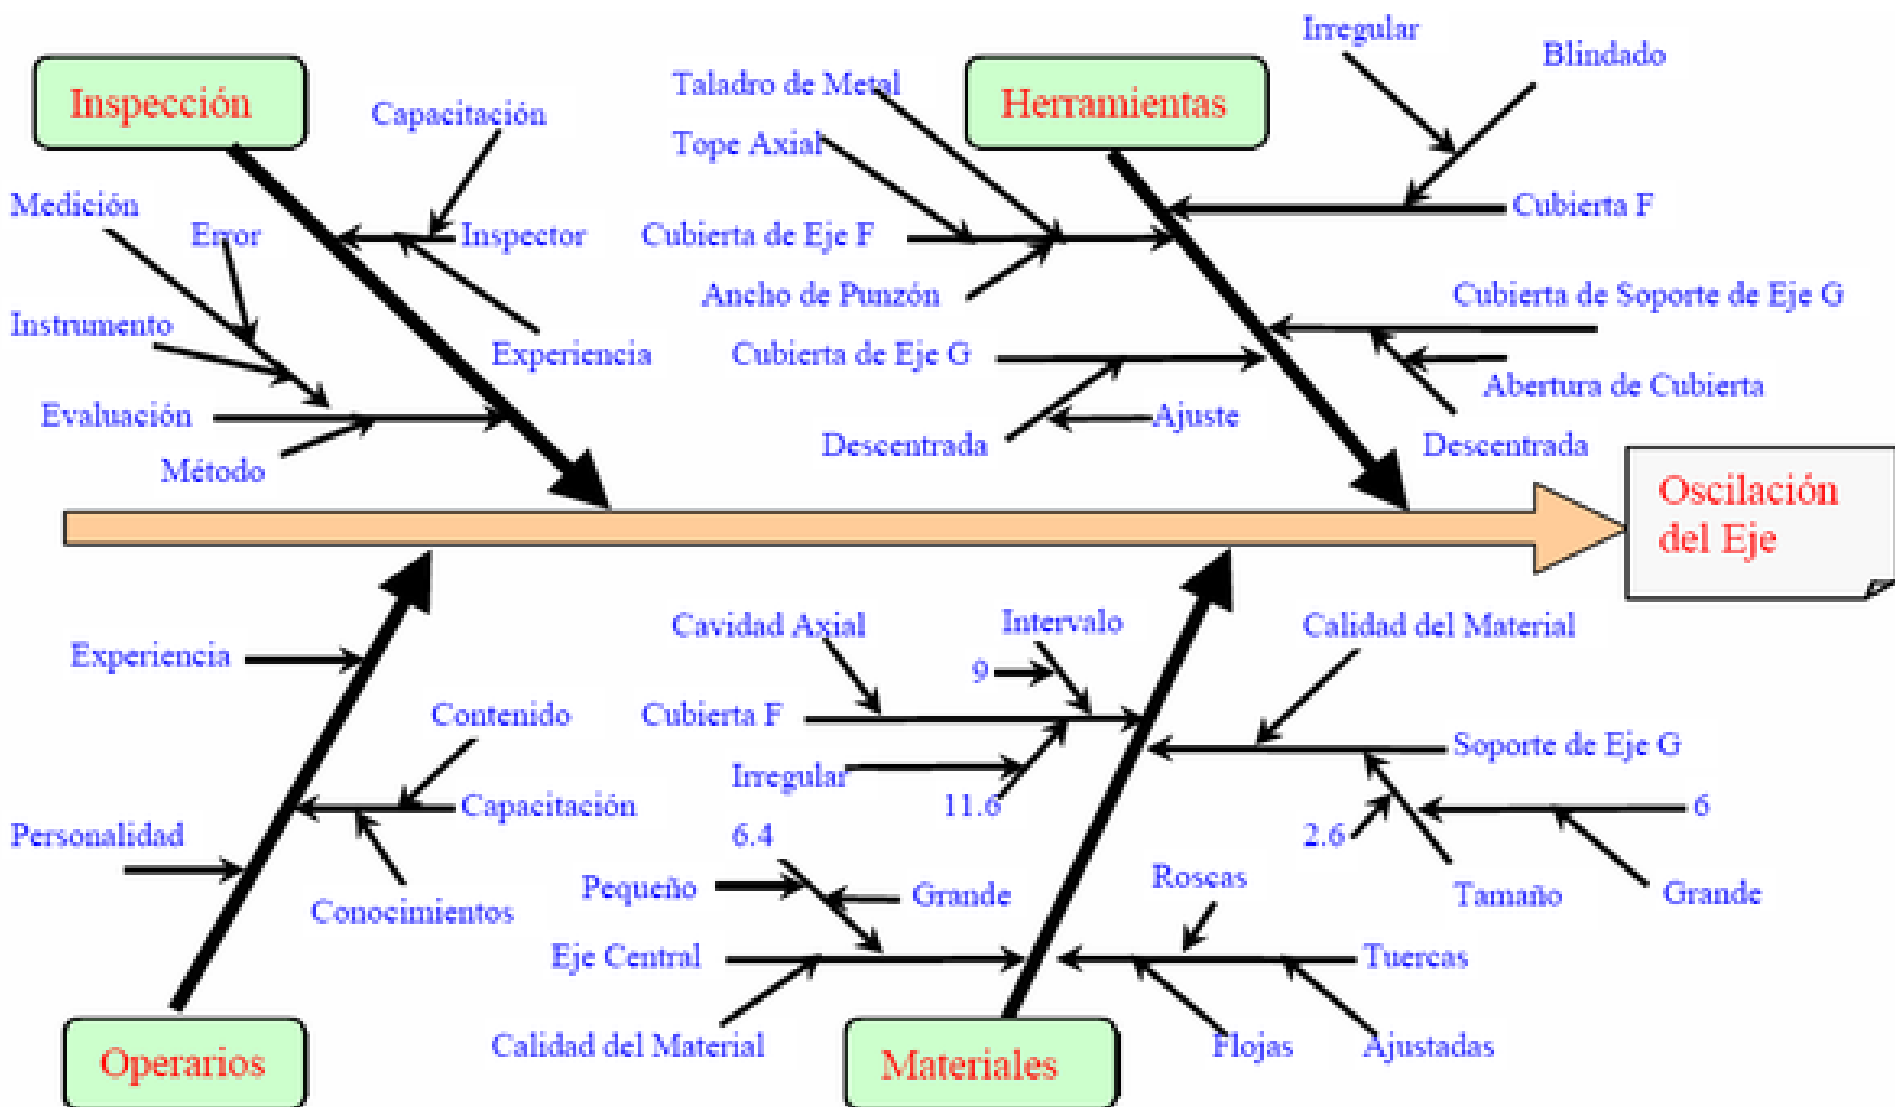 Irregular
Blindado
Inspección
Taladro de Metal
Herramientas
Capacitación
Tope Axial
Medición
Error
Inspector
Cubierta de Eje F
Cubierta F
Ancho de Punzón
Cubierta de Soporte de Eje G
Instrumento
Experiencia
Cubierta de Eje G
Abertura de Cubierta
Evaluación
Ajuste
Método
Descentrada
Descentrada
Oscilación
del Eje
Cavidad Axial
Intervalo
Calidad del Material
Experiencia
9
Contenido
Cubierta F
Soporte de Eje G
Irregular
Capacitación
11.6
6
Personalidad
6.4
2.6
Pequeño
Grande
Roscas
Tamaño
Grande
Conocimientos
Eje Central
Tuercas
Calidad del Material
Flojas
Ajustadas
Operarios
Materiales